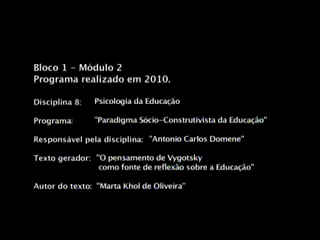 Bloco 1 - Módulo 2
Programa realizado em 2010.
Disciplina 8: Psicologia da Educação
Programa: "Paradigma Sócio-Construtivista da Educação"
Responsável pela disciplina: "Antonio Carlos Domene"
Texto gerador: "O pensamento de Vygotsky
como fonte de reflexão sobre a Educação"
Autor do texto: "Marta Khol de Oliveira"